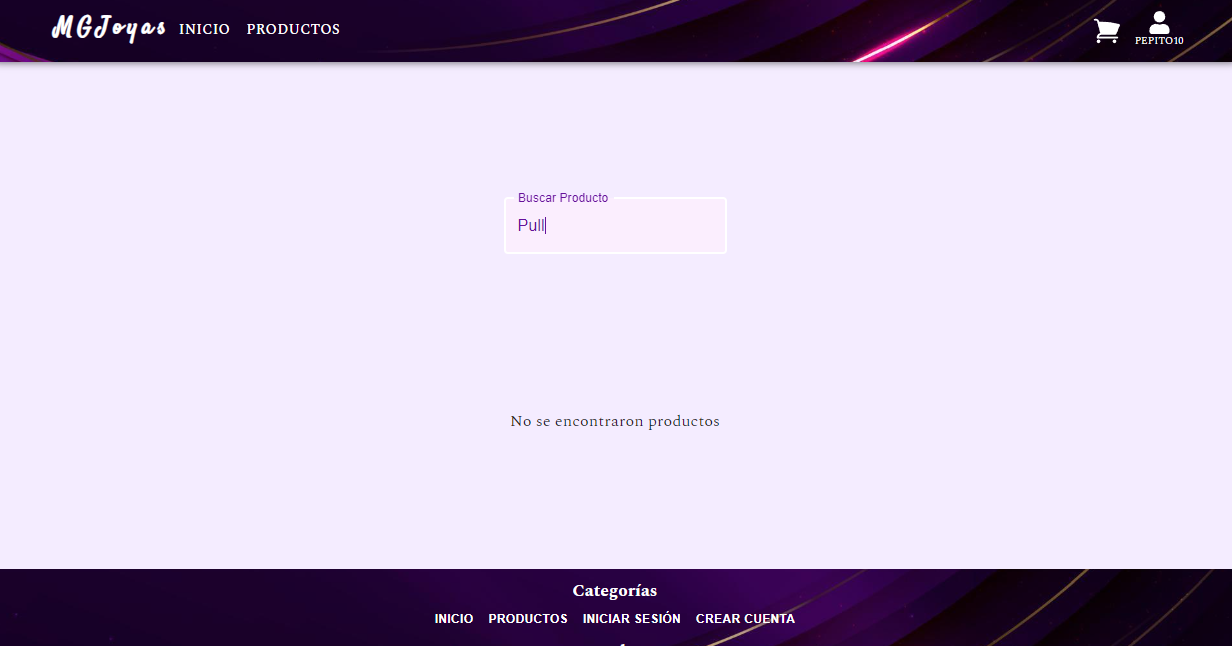 MGJoyas INICIO PRODUCTOS
PEPITO10
Buscar Producto
Pull
No se encontraron productos
Categorías
INICIO PRODUCTOS INICIAR SESIÓN CREAR CUENTA